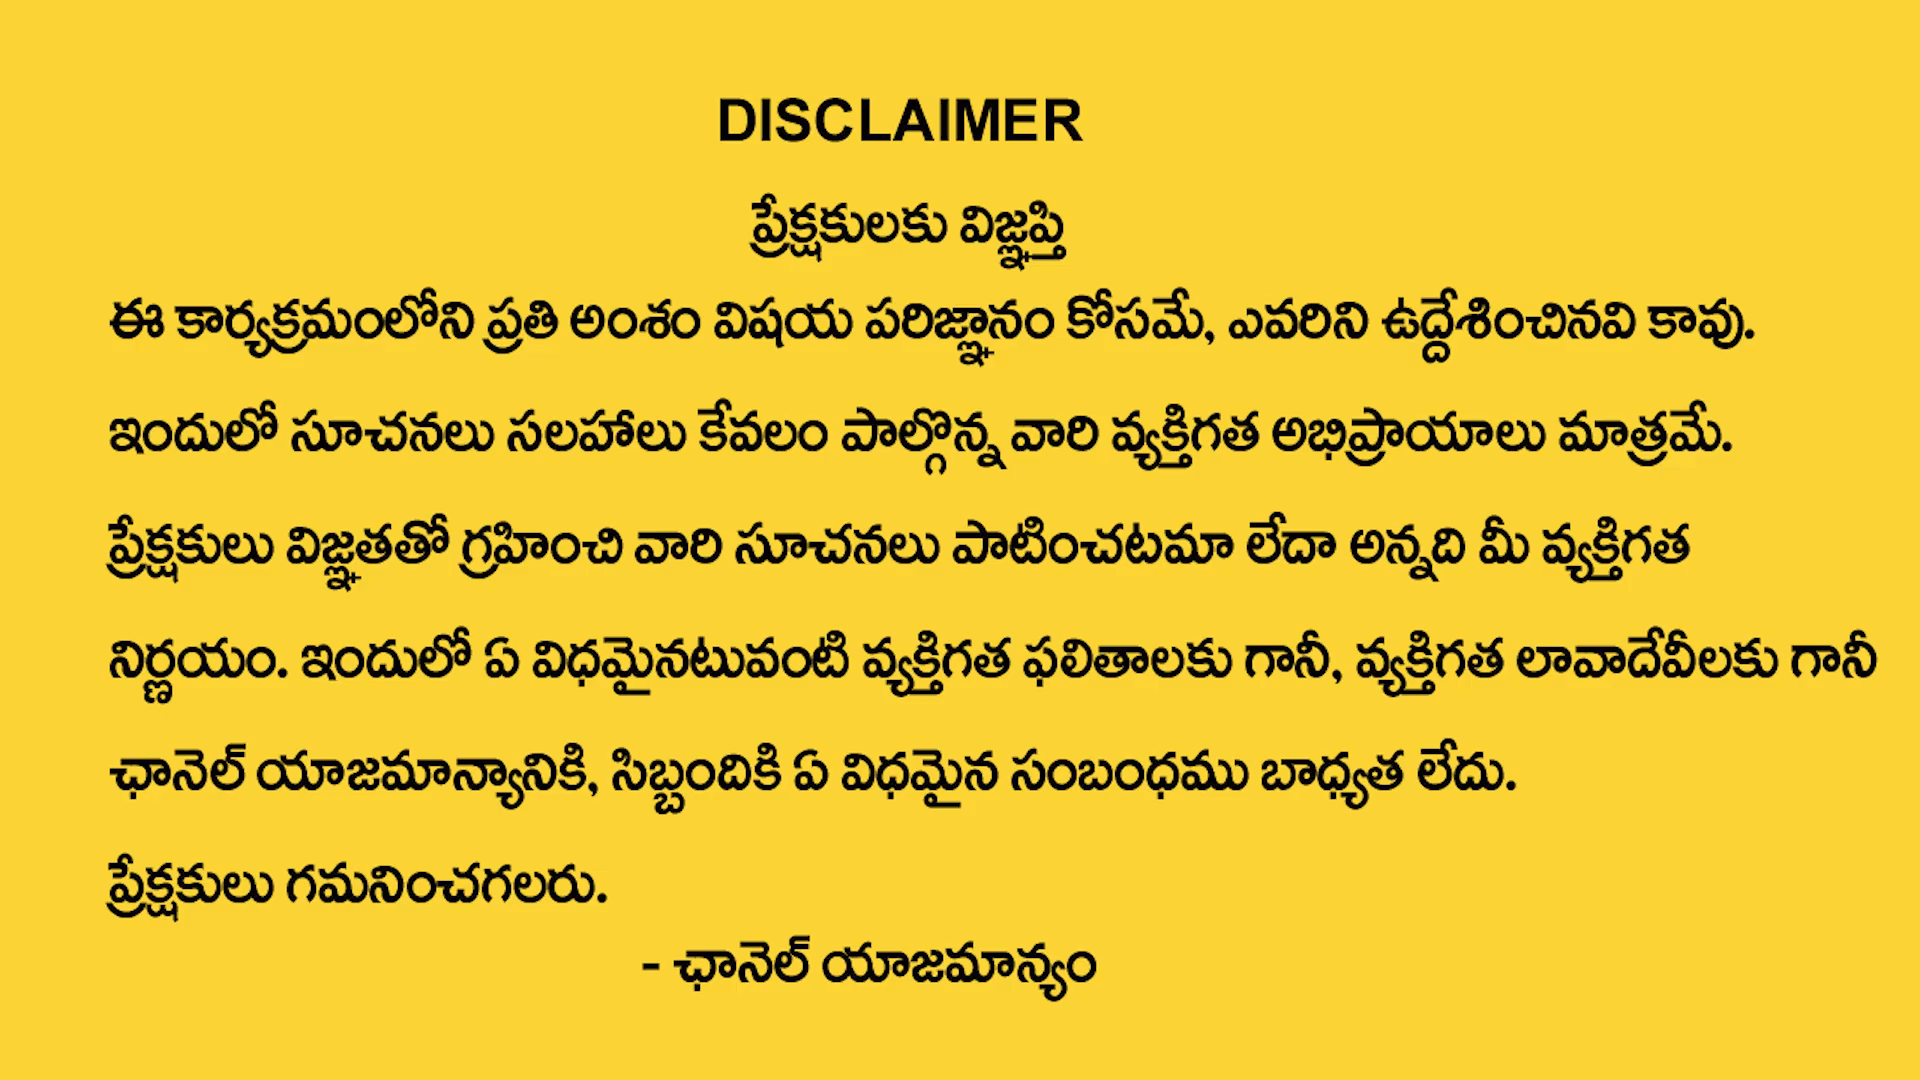 DISCLAIMER
ప్రేక్షకులకు విజ్ఞప్తి
ఈ కార్యక్రమంలోని ప్రతి అంశం విషయ పరిజ్ఞానం కోసమే, ఎవరిని ఉద్దేశించినవి కావు.
ఇందులో సూచనలు సలహాలు కేవలం పాల్గొన్న వారి వ్యక్తిగత అభిప్రాయాలు మాత్రమే.
ప్రేక్షకులు విజ్ఞతతో గ్రహించి వారి సూచనలు పాటించటమా లేదా అన్నది మీ వ్యక్తిగత
నిర్ణయం. ఇందులో ఏ విధమైనటువంటి వ్యక్తిగత ఫలితాలకు గానీ, వ్యక్తిగత లావాదేవీలకు గానీ
ఛానెల్ యాజమాన్యానికి, సిబ్బందికి ఏ విధమైన సంబంధము బాధ్యత లేదు.
ప్రేక్షకులు గమనించగలరు.
- ఛానెల్ యాజమాన్యం